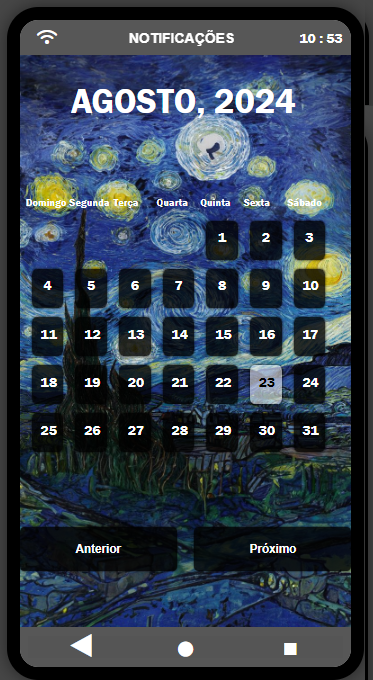 NOTIFICAÇÕES 10 : 53
AGOSTO, 2024
Domingo Segunda Terça Quarta Quinta Sexta Sábado
1 2 3
4 5 6 7 8 9 10
11 12 13 14 15 16 17
18 19 20 21 22 23 24
25 26 27 28 29 30 31
Anterior Próximo